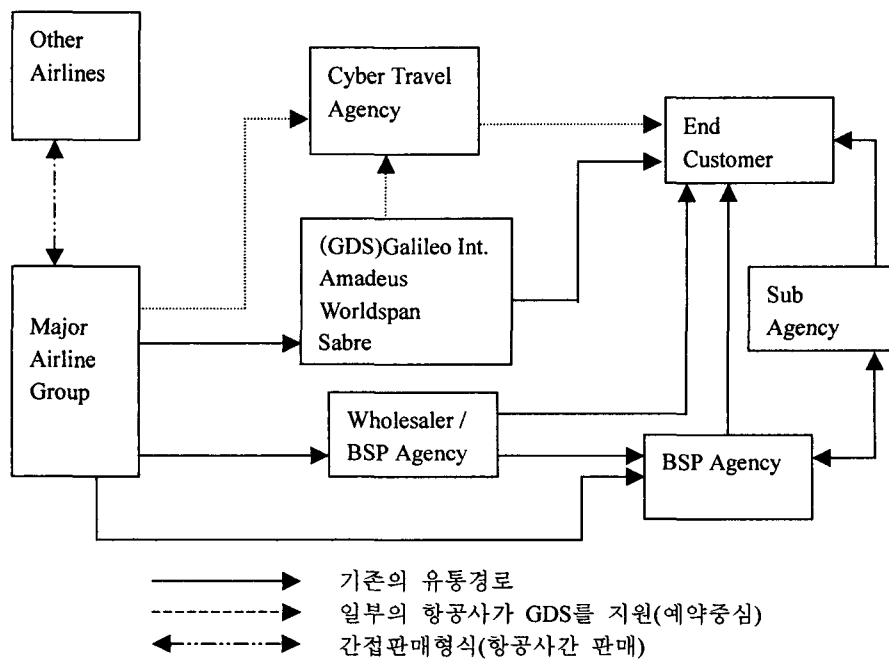 Other
Airlines
Cyber Travel
Agency
End
Customer
(GDS)Galileo Int.
Amadeus
Worldspan
Sabre
Major
Airline
Group
Sub
Agency
Wholesaler /
BSP Agency
BSP Agency
기존의 유통경로
일부의 항공사가 GDS를 지원(예약중심)
간접판매형식(항공사간 판매)